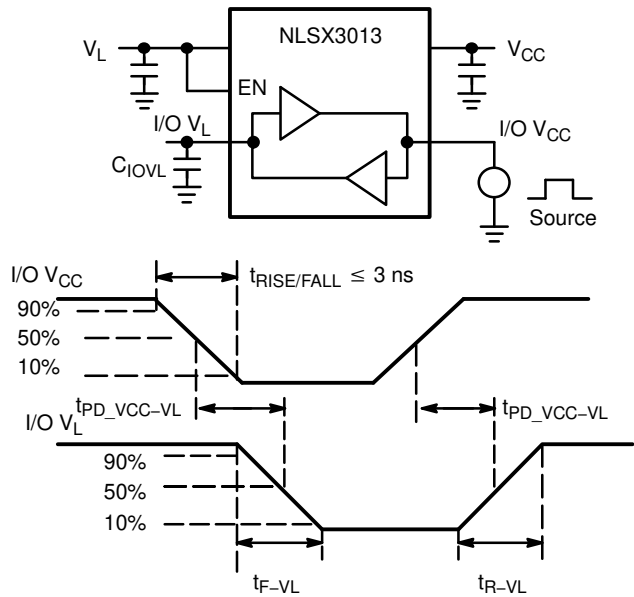 NLSX3013
V_L
V_CC
EN
I/O V_L
I/O V_CC
C_IOVL
Source
I/O V_CC
t_RISE/FALL ≤ 3 ns
90%
50%
10%
t_PD_VCC–VL
t_PD_VCC–VL
I/O V_L
90%
50%
10%
t_F–VL
t_R–VL